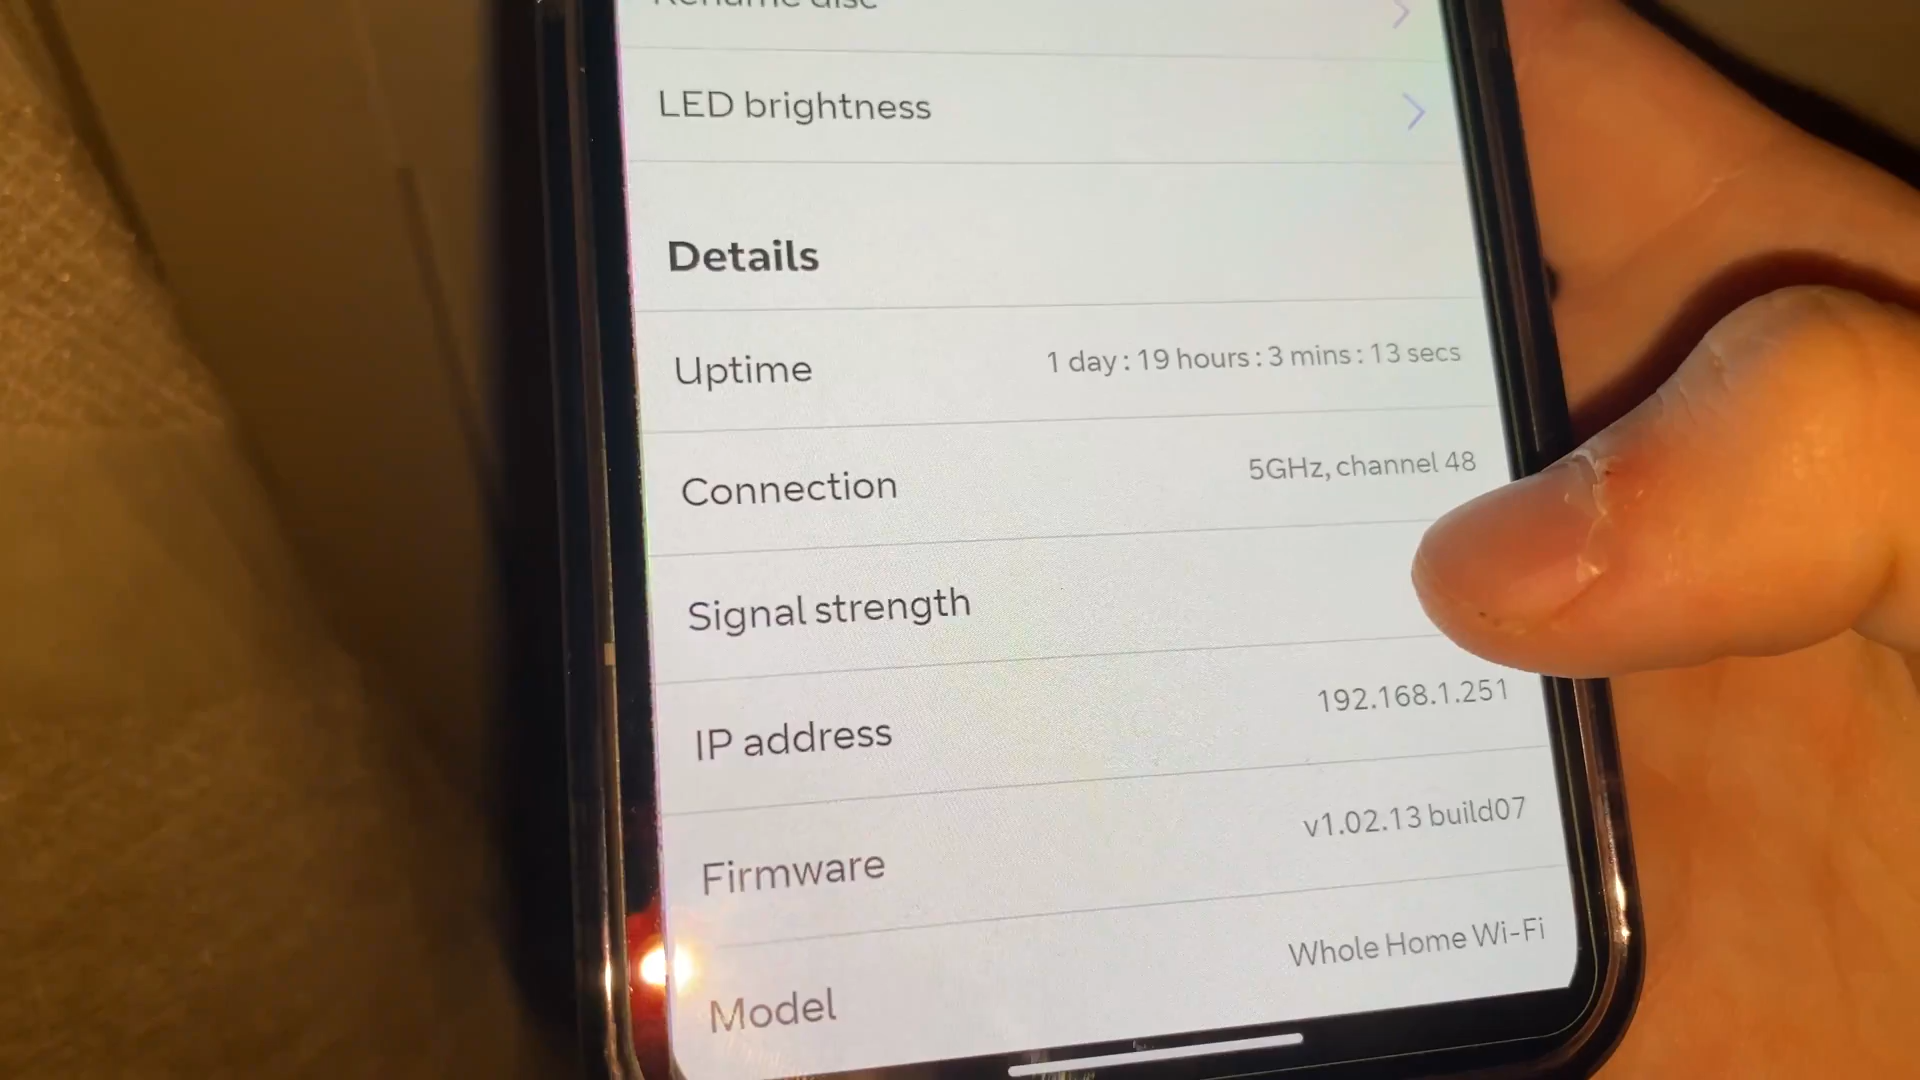 Rename disc
LED brightness
Details
Uptime 1 day : 19 hours : 3 mins : 13 secs
Connection 5GHz, channel 48
Signal strength
IP address 192.168.1.251
Firmware v1.02.13 build07
Model Whole Home Wi-Fi